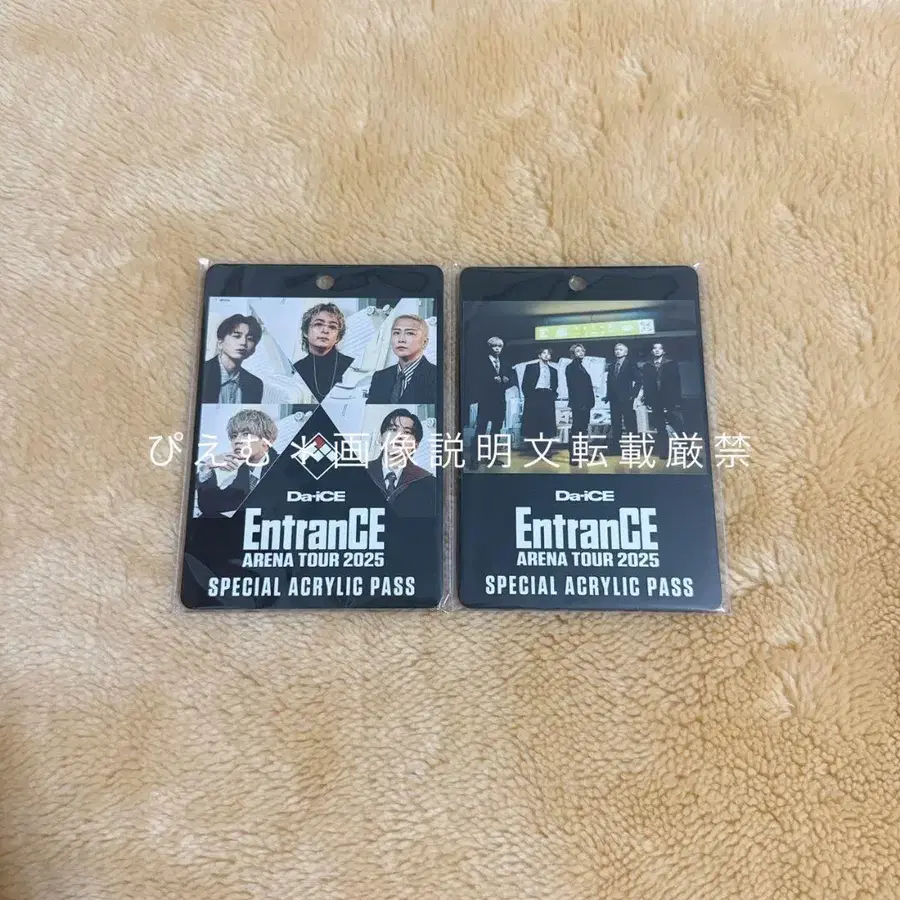 ぴえむ＊画像説明文転載厳禁
Da-iCE
EntranCE
ARENA TOUR 2025
SPECIAL ACRYLIC PASS
Da-iCE
EntranCE
ARENA TOUR 2025
SPECIAL ACRYLIC PASS